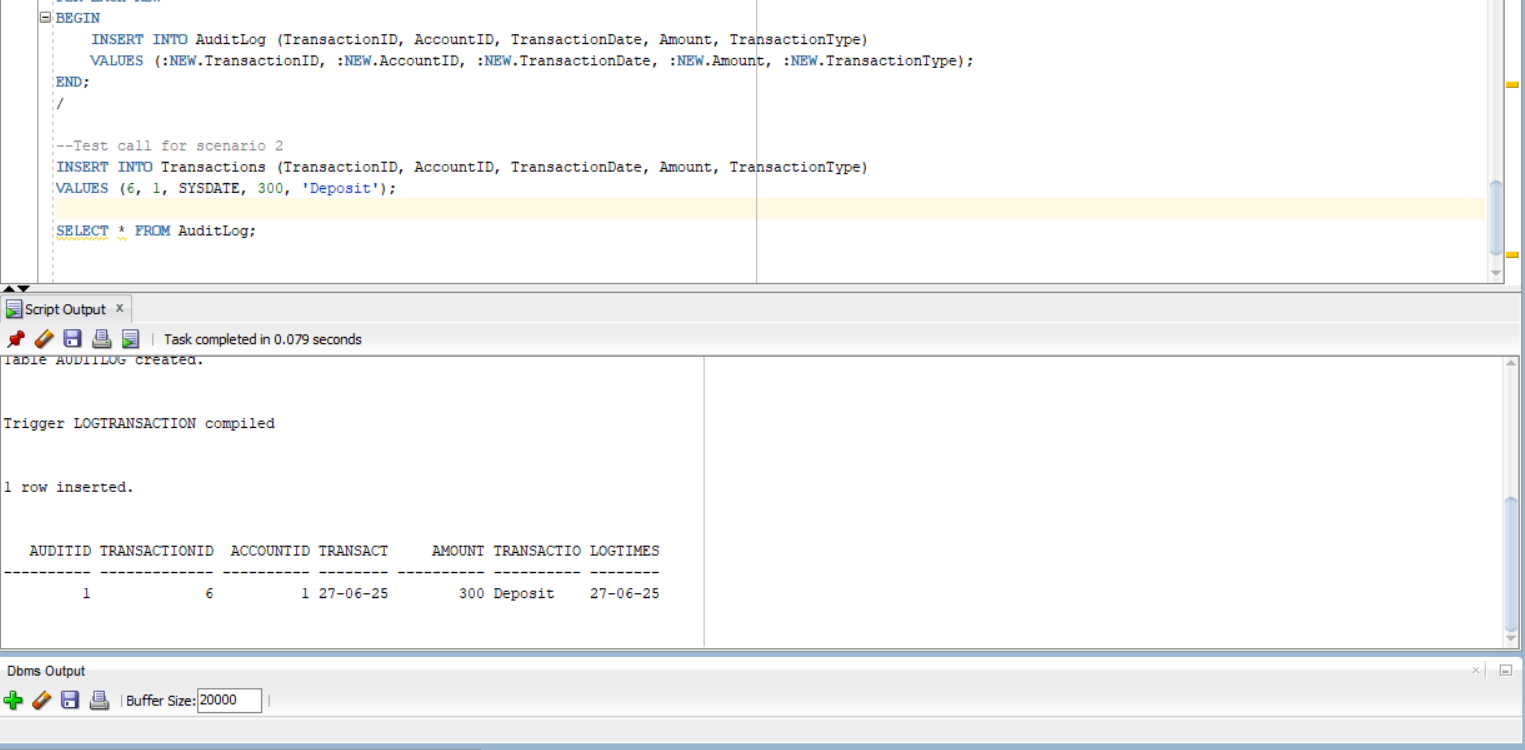 BEGIN
INSERT INTO AuditLog (TransactionID, AccountID, TransactionDate, Amount, TransactionType)
VALUES (:NEW.TransactionID, :NEW.AccountID, :NEW.TransactionDate, :NEW.Amount, :NEW.TransactionType);
END;
/
--Test call for scenario 2
INSERT INTO Transactions (TransactionID, AccountID, TransactionDate, Amount, TransactionType)
VALUES (6, 1, SYSDATE, 300, 'Deposit');
SELECT * FROM AuditLog;
Script Output x
Task completed in 0.079 seconds
Table AUDITLOG created.
Trigger LOGTRANSACTION compiled
1 row inserted.
AUDITID TRANSACTIONID ACCOUNTID TRANSACT AMOUNT TRANSACTIO LOGTIMES
---------- ------------- ---------- -------- ---------- ---------- --------
1 6 1 27-06-25 300 Deposit 27-06-25
Dbms Output
Buffer Size: 20000